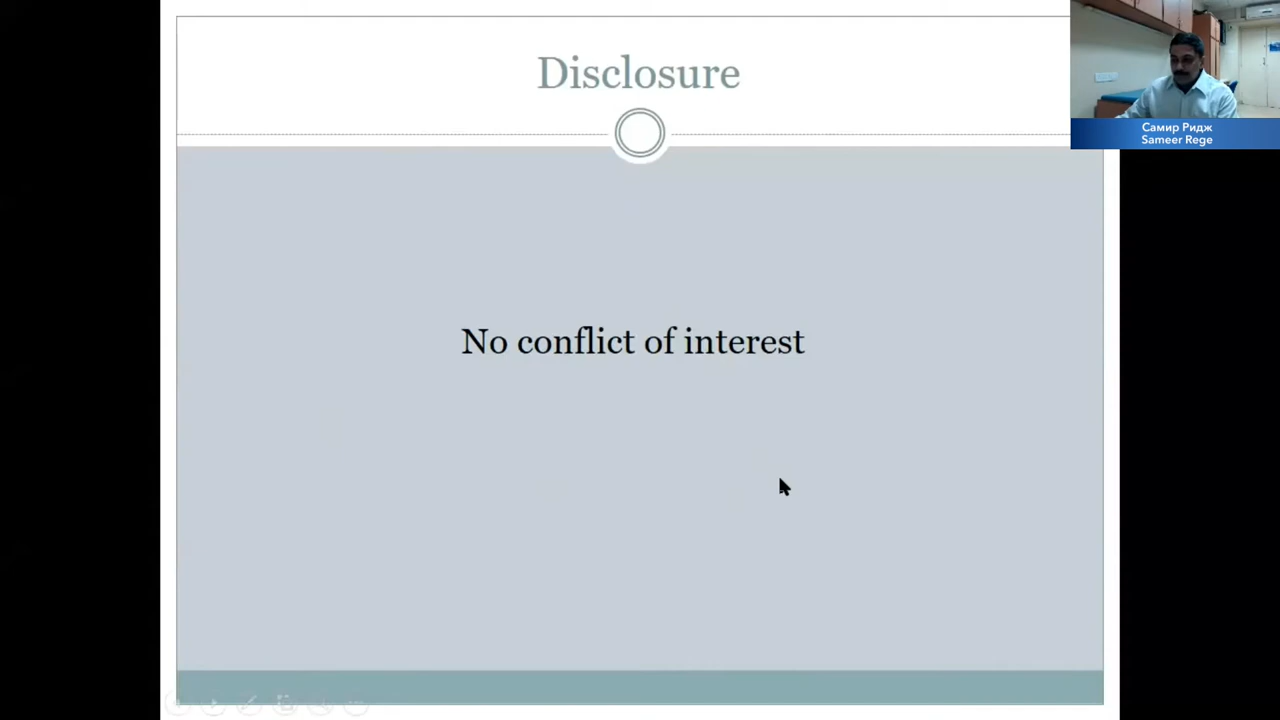 Disclosure
Самир Ридж
Sameer Rege
No conflict of interest